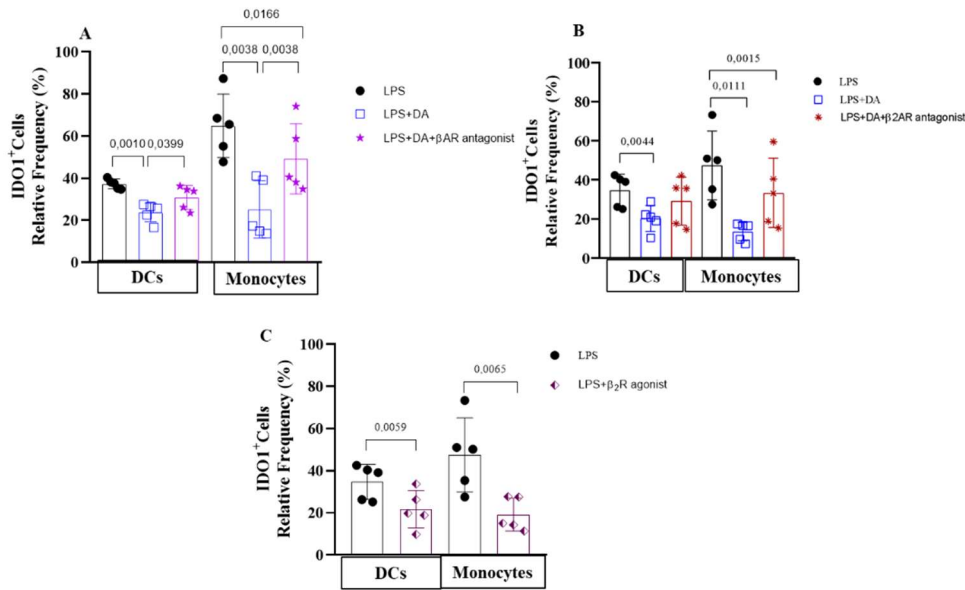 A
IDO1⁺Cells
Relative Frequency (%)
100
80
60
40
20
0
0,0010
0,0399
0,0166
0,0038
0,0038
DCs
Monocytes
LPS
LPS+DA
LPS+DA+βAR antagonist
B
IDO1⁺Cells
Relative Frequency (%)
100
80
60
40
20
0
0,0044
0,0015
0,0111
DCs
Monocytes
LPS
LPS+DA
LPS+DA+β2AR antagonist
C
IDO1⁺Cells
Relative Frequency (%)
100
80
60
40
20
0
0,0059
0,0065
DCs
Monocytes
LPS
LPS+β₂R agonist